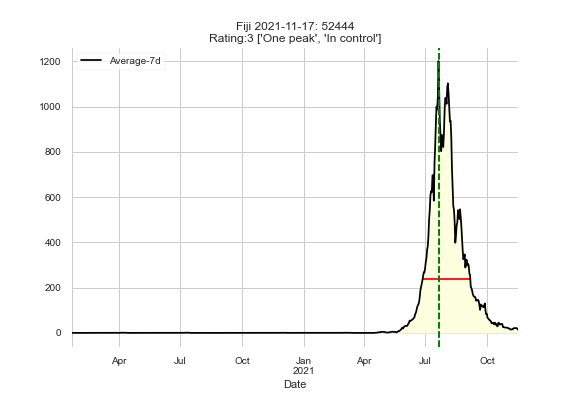 Fiji 2021-11-17: 52444
Rating:3 ['One peak', 'In control']
Average-7d
1200
1000
800
600
400
200
0
Apr Jul Oct Jan Apr Jul Oct
2021
Date